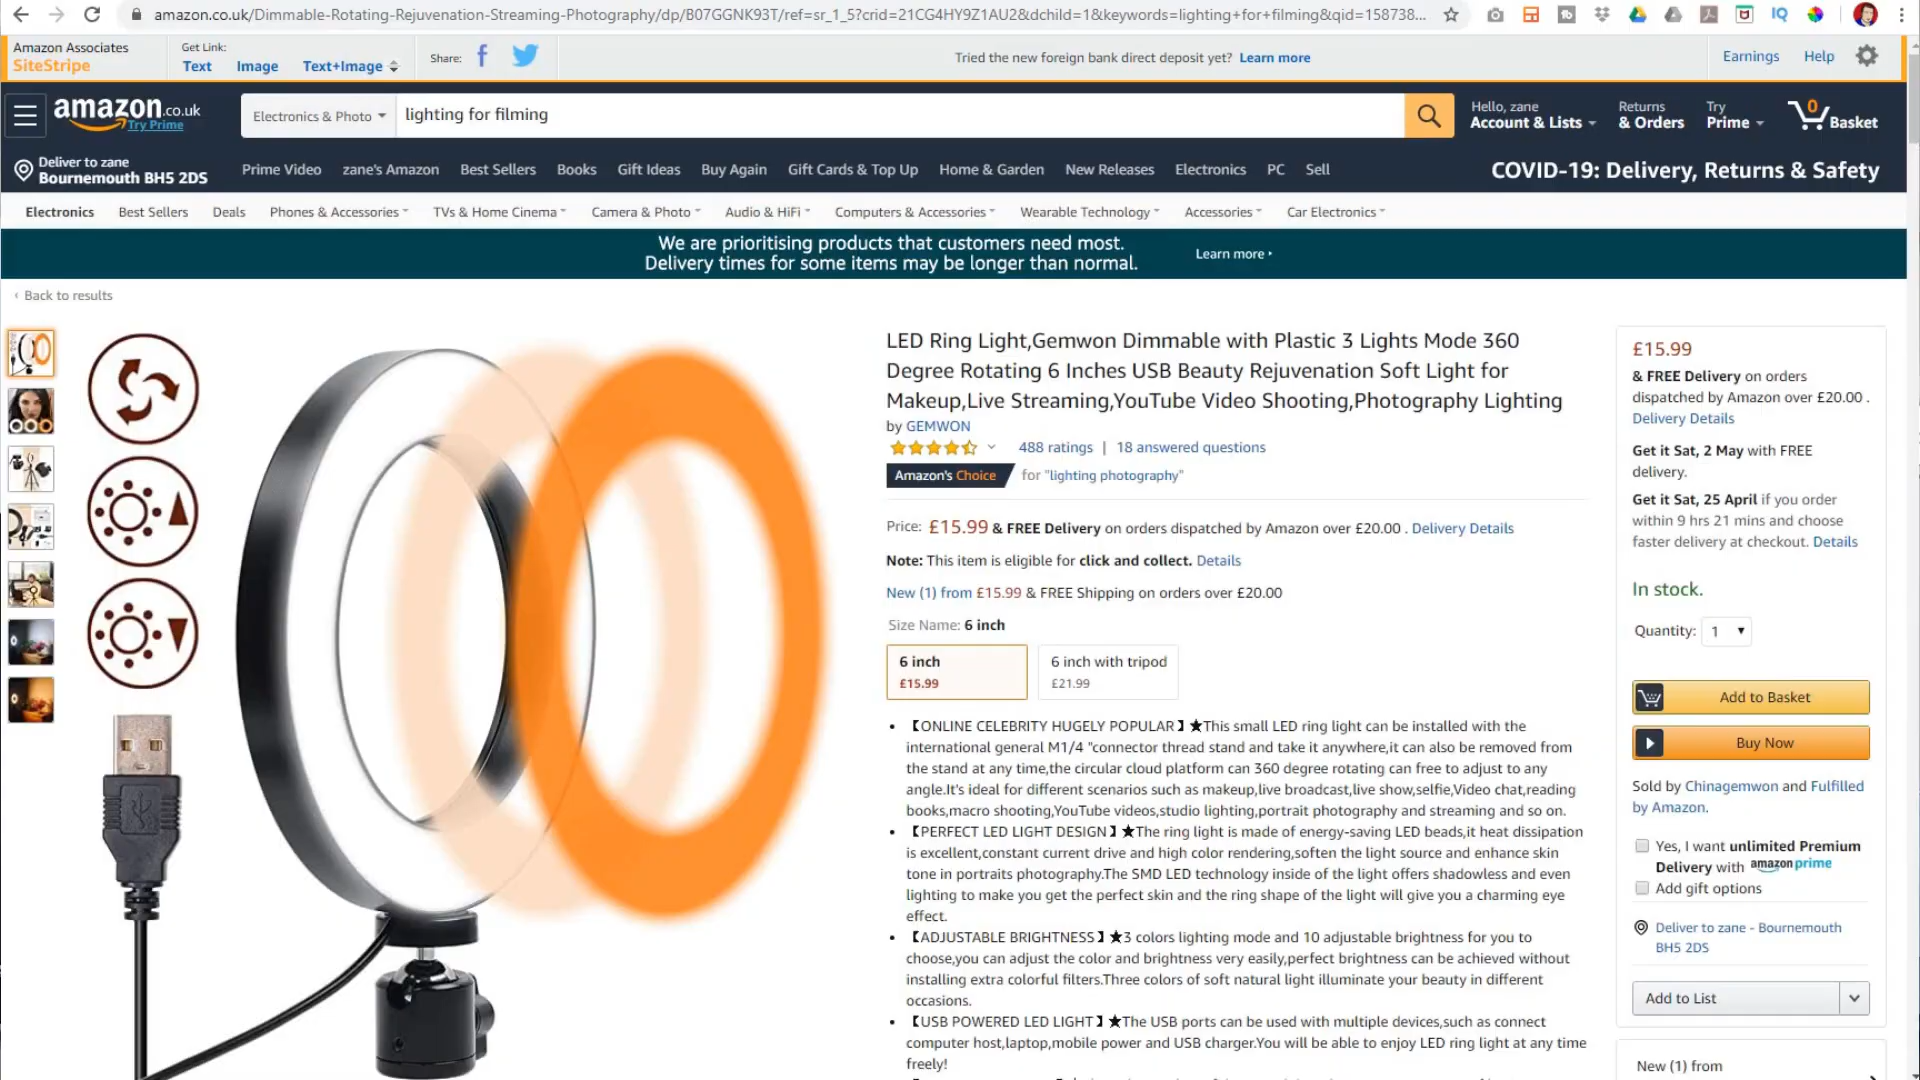 amazon.co.uk/Dimmable-Rotating-Rejuvenation-Streaming-Photography/dp/B07GGNK93T/ref=sr_1_5?crid=21CG4HY9Z1AU2&dchild=1&keywords=lighting+for+filming&qid=158738...
Amazon Associates
SiteStripe
Get Link:
Text Image Text+Image
Share:
Tried the new foreign bank direct deposit yet? Learn more
Earnings Help
amazon.co.uk
Try Prime
Electronics & Photo
lighting for filming
Hello, zane
Account & Lists
Returns
& Orders
Try
Prime
0
Basket
Deliver to zane
Bournemouth BH5 2DS
Prime Video zane's Amazon Best Sellers Books Gift Ideas Buy Again Gift Cards & Top Up Home & Garden New Releases Electronics PC Sell
COVID-19: Delivery, Returns & Safety
Electronics Best Sellers Deals Phones & Accessories TVs & Home Cinema Camera & Photo Audio & HiFi Computers & Accessories Wearable Technology Accessories Car Electronics
We are prioritising products that customers need most.
Delivery times for some items may be longer than normal.
Learn more
‹ Back to results
LED Ring Light,Gemwon Dimmable with Plastic 3 Lights Mode 360
Degree Rotating 6 Inches USB Beauty Rejuvenation Soft Light for
Makeup,Live Streaming,YouTube Video Shooting,Photography Lighting
by GEMWON
488 ratings | 18 answered questions
Amazon's Choice for "lighting photography"
Price: £15.99 & FREE Delivery on orders dispatched by Amazon over £20.00 . Delivery Details
Note: This item is eligible for click and collect. Details
New (1) from £15.99 & FREE Shipping on orders over £20.00
Size Name: 6 inch
6 inch
£15.99
6 inch with tripod
£21.99
• 【ONLINE CELEBRITY HUGELY POPULAR】★This small LED ring light can be installed with the
international general M1/4 "connector thread stand and take it anywhere,it can also be removed from
the stand at any time,the circular cloud platform can 360 degree rotating can free to adjust to any
angle.It's ideal for different scenarios such as makeup,live broadcast,live show,selfie,Video chat,reading
books,macro shooting,YouTube videos,studio lighting,portrait photography and streaming and so on.
• 【PERFECT LED LIGHT DESIGN】★The ring light is made of energy-saving LED beads,it heat dissipation
is excellent,constant current drive and high color rendering,soften the light source and enhance skin
tone in portraits photography.The SMD LED technology inside of the light offers shadowless and even
lighting to make you get the perfect skin and the ring shape of the light will give you a charming eye
effect.
• 【ADJUSTABLE BRIGHTNESS】★3 colors lighting mode and 10 adjustable brightness for you to
choose,you can adjust the color and brightness very easily,perfect brightness can be achieved without
installing extra colorful filters.Three colors of soft natural light illuminate your beauty in different
occasions.
• 【USB POWERED LED LIGHT】★The USB ports can be used with multiple devices,such as connect
computer host,laptop,mobile power and USB charger.You will be able to enjoy LED ring light at any time
freely!
£15.99
& FREE Delivery on orders
dispatched by Amazon over £20.00 .
Delivery Details
Get it Sat, 2 May with FREE
delivery.
Get it Sat, 25 April if you order
within 9 hrs 21 mins and choose
faster delivery at checkout. Details
In stock.
Quantity: 1
Add to Basket
Buy Now
Sold by Chinagemwon and Fulfilled
by Amazon.
Yes, I want unlimited Premium
Delivery with amazon prime
Add gift options
Deliver to zane - Bournemouth
BH5 2DS
Add to List
New (1) from